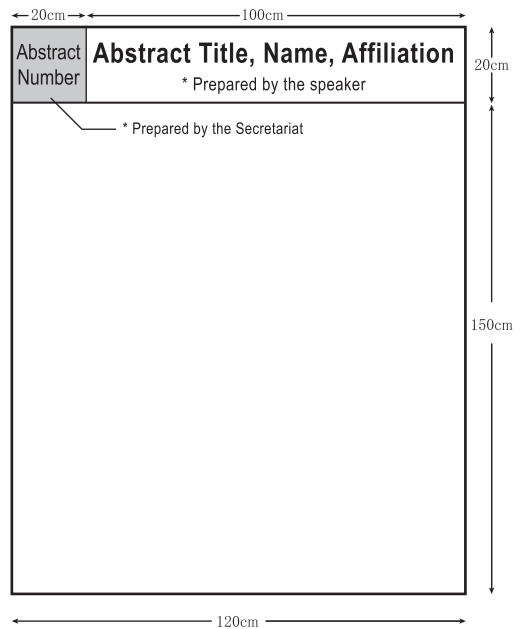 20cm
100cm
Abstract
Number
Abstract Title, Name, Affiliation
* Prepared by the speaker
20cm
* Prepared by the Secretariat
150cm
120cm